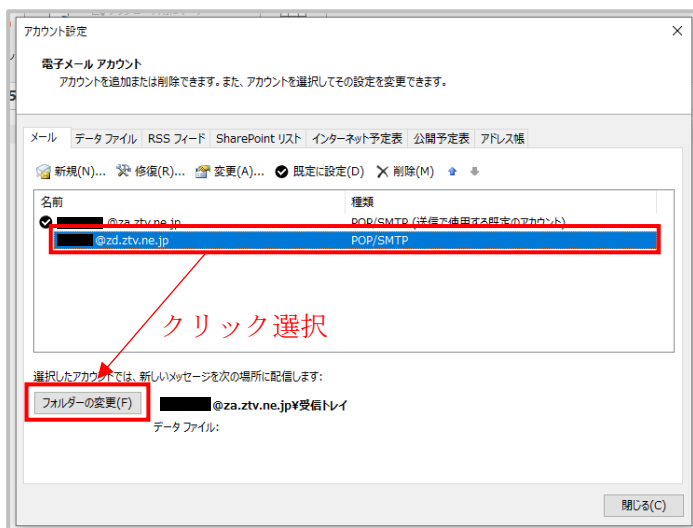 アカウント設定
×
電子メール アカウント
アカウントを追加または削除できます。また、アカウントを選択してその設定を変更できます。
メール データ ファイル RSS フィード SharePoint リスト インターネット予定表 公開予定表 アドレス帳
新規(N)... 修復(R)... 変更(A)... 既定に設定(D) 削除(M)
名前 種類
@za.ztv.ne.jp POP/SMTP (送信で使用する既定のアカウント)
@zd.ztv.ne.jp POP/SMTP
クリック選択
選択したアカウントでは、新しいメッセージを次の場所に配信します:
フォルダーの変更(F) @za.ztv.ne.jp¥受信トレイ
データ ファイル:
閉じる(C)